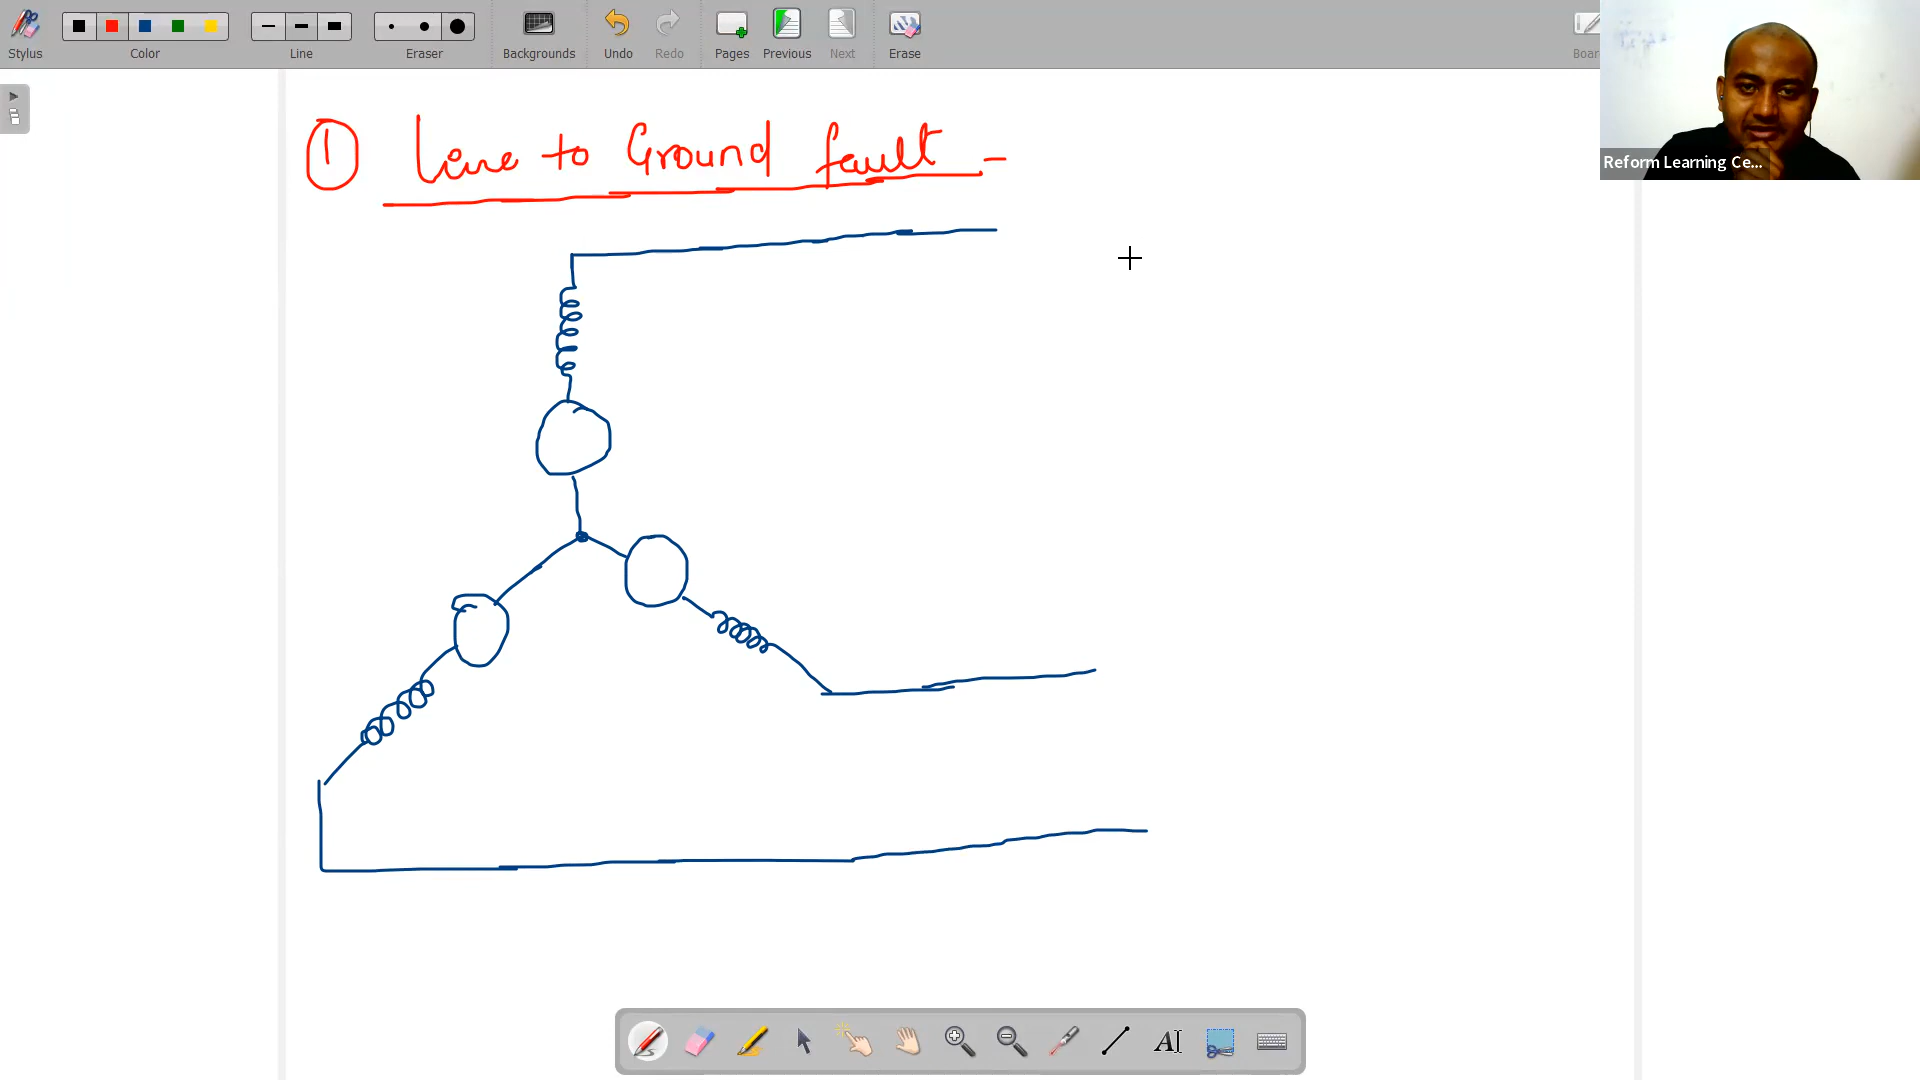 Stylus
Color
Line
Eraser
Backgrounds
Undo
Redo
Pages
Previous
Next
Erase
Reform Learning Ce...
① Line to Ground fault -